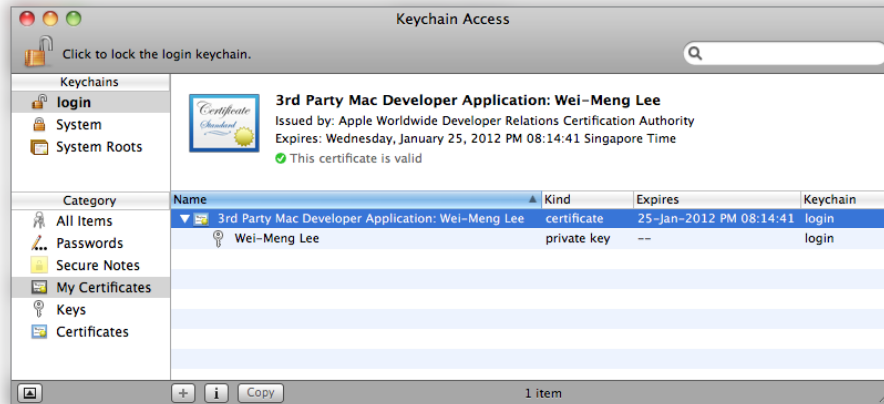 Keychain Access
Click to lock the login keychain.
Keychains
login
System
System Roots
Certificate
Standard
3rd Party Mac Developer Application: Wei-Meng Lee
Issued by: Apple Worldwide Developer Relations Certification Authority
Expires: Wednesday, January 25, 2012 PM 08:14:41 Singapore Time
This certificate is valid
Category
All Items
Passwords
Secure Notes
My Certificates
Keys
Certificates
Name Kind Expires Keychain
3rd Party Mac Developer Application: Wei-Meng Lee certificate 25-Jan-2012 PM 08:14:41 login
Wei-Meng Lee private key -- login
+ i Copy 1 item